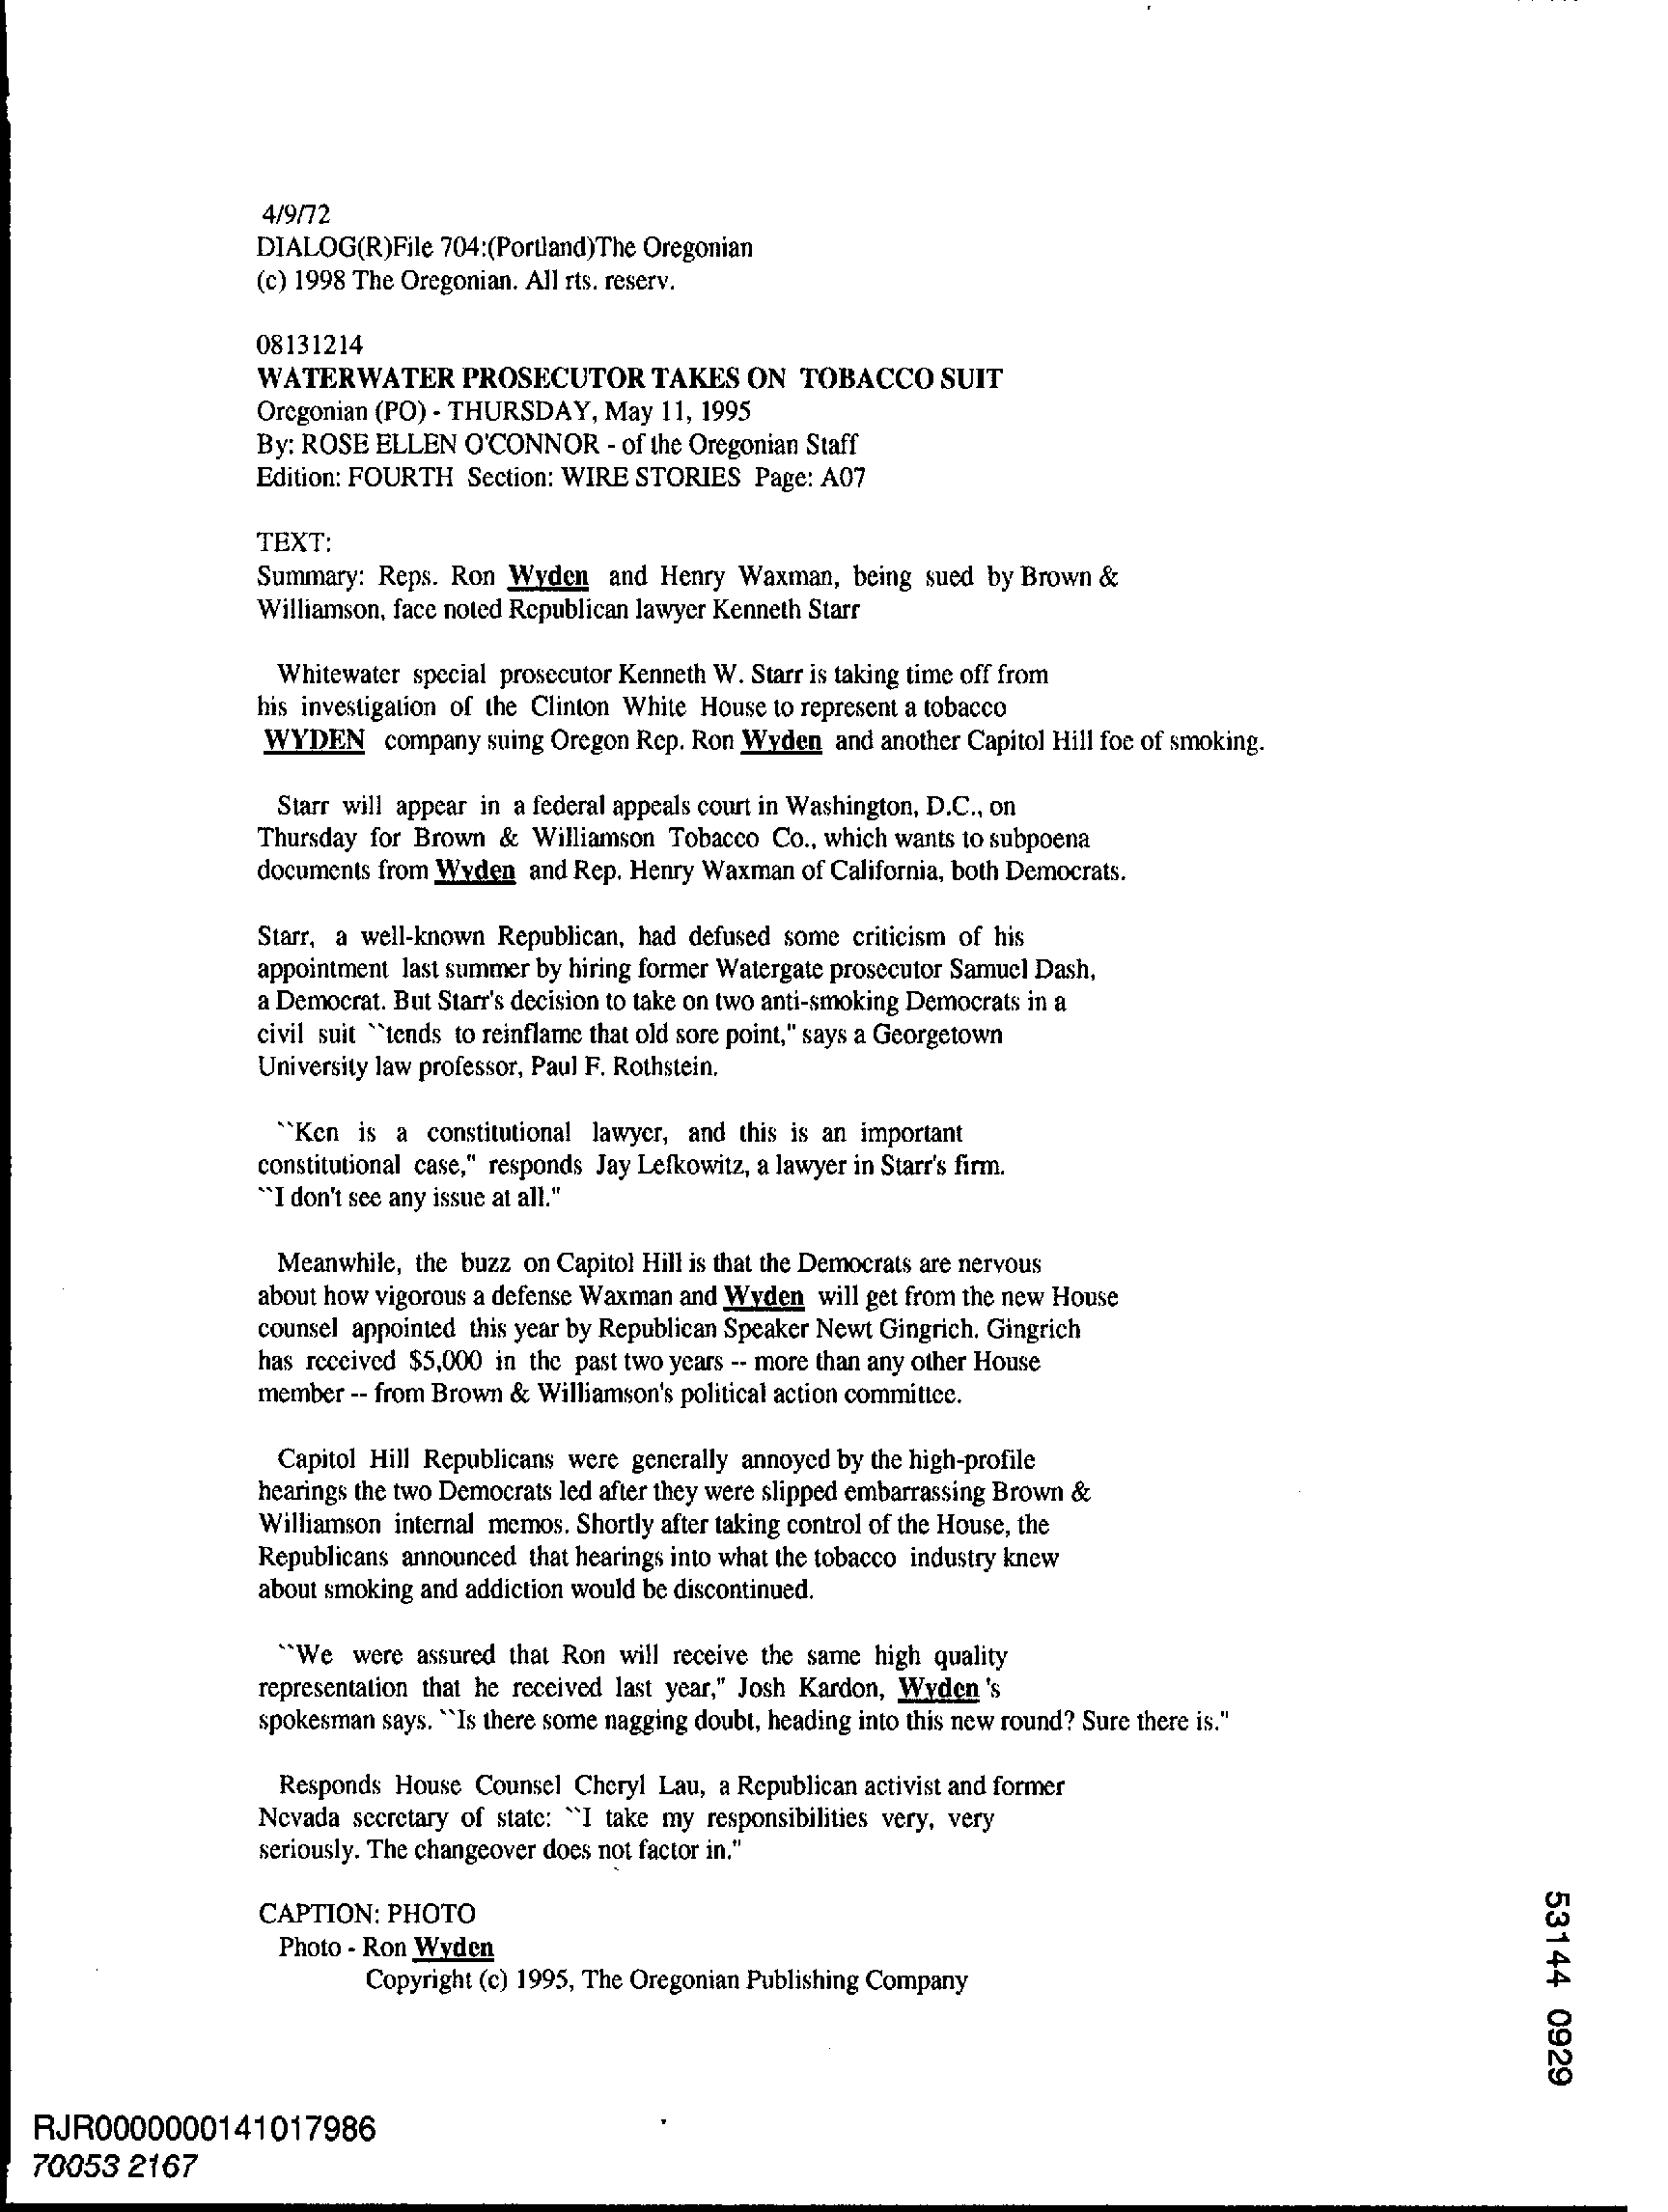 4/9/72
DIALOG(R)File 704:(Portland)The Oregonian
(c) 1998 The Oregonian. All rts. reserv.
08131214
WATERWATER PROSECUTOR TAKES ON TOBACCO SUIT
Oregonian (PO) - THURSDAY, May 11, 1995
By: ROSE ELLEN O'CONNOR - of the Oregonian Staff
Edition: FOURTH Section: WIRE STORIES Page: A07
TEXT:
Summary: Reps. Ron Wyden and Henry Waxman, being sued by Brown &
Williamson, face noted Republican lawyer Kenneth Starr
Whitewater special prosecutor Kenneth W. Starr is taking time off from
his investigation of the Clinton White House to represent a tobacco
WYDEN company suing Oregon Rep. Ron Wyden and another Capitol Hill foe of smoking.
Starr will appear in a federal appeals court in Washington, D.C., on
Thursday for Brown & Williamson Tobacco Co., which wants to subpoena
documents from Wyden and Rep. Henry Waxman of California, both Democrats.
Starr, a well-known Republican, had defused some criticism of his
appointment last summer by hiring former Watergate prosecutor Samuel Dash,
a Democrat. But Starr's decision to take on two anti-smoking Democrats in a
civil suit ``tends to reinflame that old sore point," says a Georgetown
University law professor, Paul F. Rothstein.
``Ken is a constitutional lawyer, and this is an important
constitutional case," responds Jay Lefkowitz, a lawyer in Starr's firm.
``I don't see any issue at all."
Meanwhile, the buzz on Capitol Hill is that the Democrats are nervous
about how vigorous a defense Waxman and Wyden will get from the new House
counsel appointed this year by Republican Speaker Newt Gingrich. Gingrich
has received $5,000 in the past two years -- more than any other House
member -- from Brown & Williamson's political action committee.
Capitol Hill Republicans were generally annoyed by the high-profile
hearings the two Democrats led after they were slipped embarrassing Brown &
Williamson internal memos. Shortly after taking control of the House, the
Republicans announced that hearings into what the tobacco industry knew
about smoking and addiction would be discontinued.
``We were assured that Ron will receive the same high quality
representation that he received last year," Josh Kardon, Wyden 's
spokesman says. ``Is there some nagging doubt, heading into this new round? Sure there is."
Responds House Counsel Cheryl Lau, a Republican activist and former
Nevada secretary of state: ``I take my responsibilities very, very
seriously. The changeover does not factor in."
CAPTION: PHOTO
Photo - Ron Wyden
Copyright (c) 1995, The Oregonian Publishing Company
53144 0929
RJR0000000141017986
70053 2167